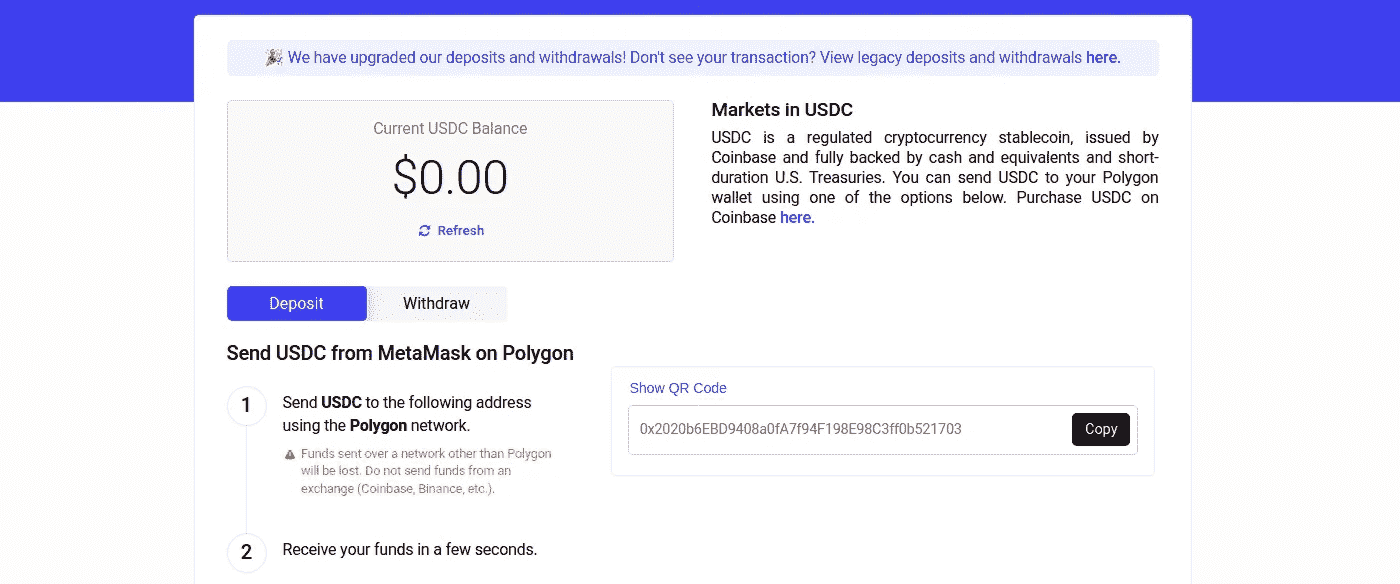 🎉 We have upgraded our deposits and withdrawals! Don't see your transaction? View legacy deposits and withdrawals here.
Current USDC Balance
$0.00
Refresh
Markets in USDC
USDC is a regulated cryptocurrency stablecoin, issued by
Coinbase and fully backed by cash and equivalents and short-
duration U.S. Treasuries. You can send USDC to your Polygon
wallet using one of the options below. Purchase USDC on
Coinbase here.
Deposit
Withdraw
Send USDC from MetaMask on Polygon
1
Send USDC to the following address
using the Polygon network.
Funds sent over a network other than Polygon
will be lost. Do not send funds from an
exchange (Coinbase, Binance, etc.).
Show QR Code
0x2020b6EBD9408a0fA7f94F198E98C3ff0b521703
Copy
2
Receive your funds in a few seconds.